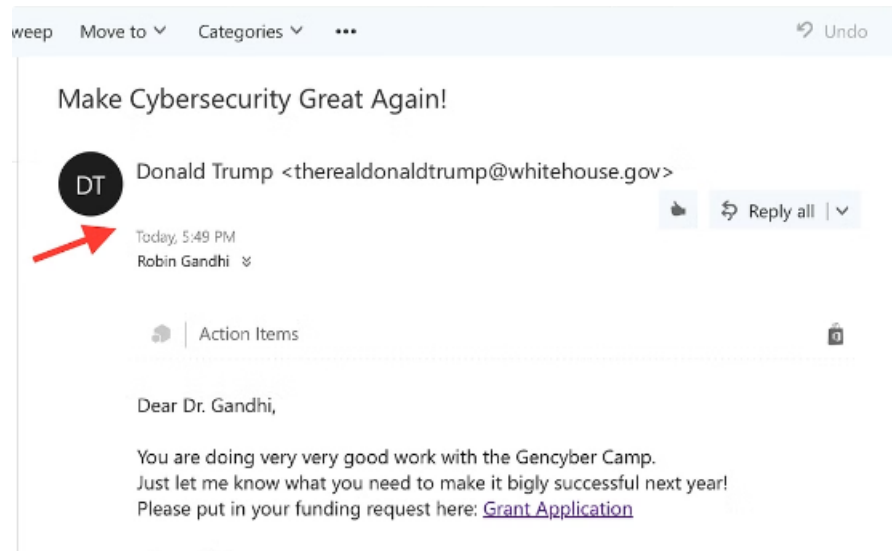 weep Move to Categories ••• Undo
Make Cybersecurity Great Again!
DT
Donald Trump <therealdonaldtrump@whitehouse.gov>
Reply all
Today, 5:49 PM
Robin Gandhi
Action Items
Dear Dr. Gandhi,
You are doing very very good work with the Gencyber Camp.
Just let me know what you need to make it bigly successful next year!
Please put in your funding request here: Grant Application